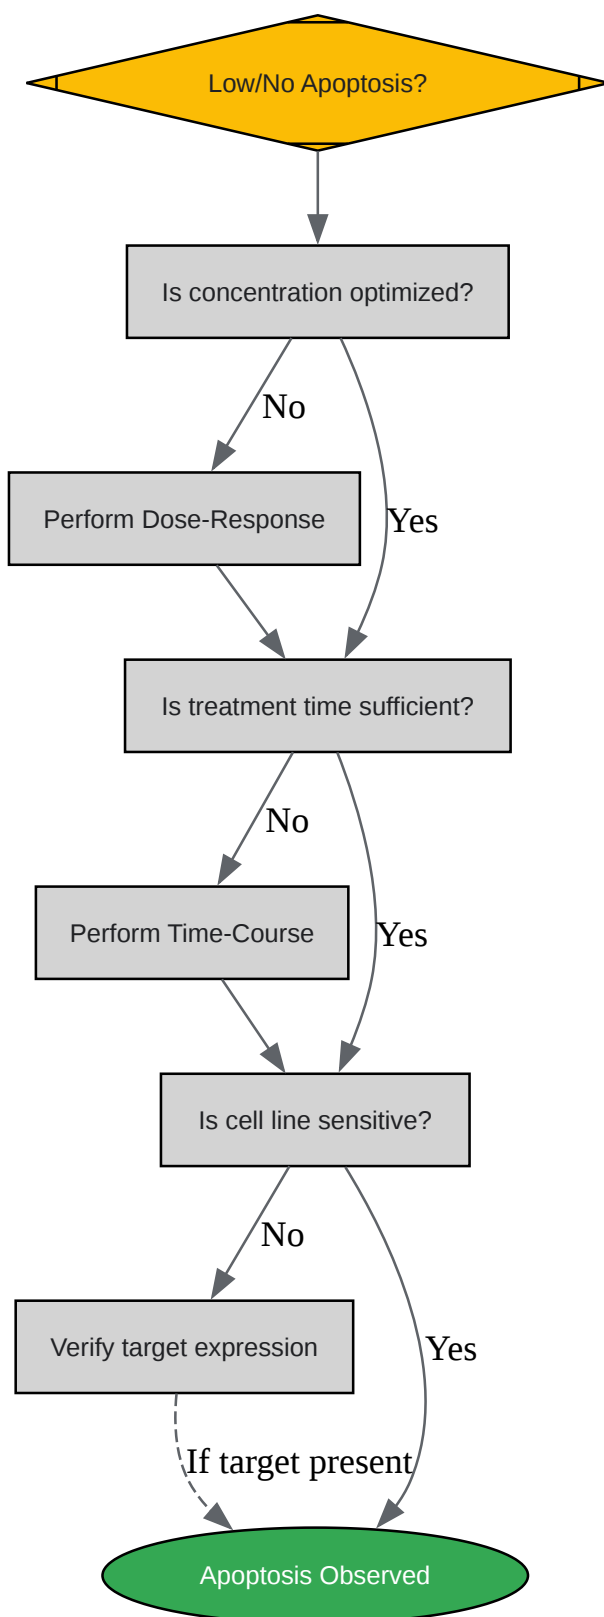 Low/No Apoptosis?
Is concentration optimized?
No
Perform Dose-Response
Yes
Is treatment time sufficient?
No
Perform Time-Course
Yes
Is cell line sensitive?
No
Verify target expression
Yes
If target present
Apoptosis Observed